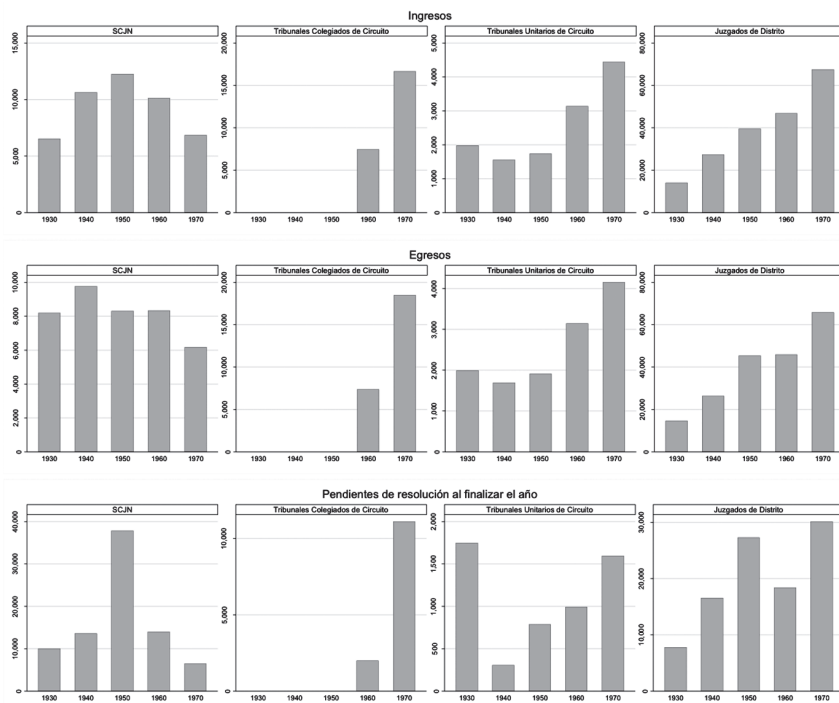 Ingresos
SCJN
Tribunales Colegiados de Circuito
Tribunales Unitarios de Circuito
Juzgados de Distrito
15,000
10,000
5,000
0
20,000
15,000
10,000
5,000
0
5,000
4,000
3,000
2,000
1,000
0
80,000
60,000
40,000
20,000
0
1930 1940 1950 1960 1970
1930 1940 1950 1960 1970
1930 1940 1950 1960 1970
1930 1940 1950 1960 1970
Egresos
SCJN
Tribunales Colegiados de Circuito
Tribunales Unitarios de Circuito
Juzgados de Distrito
10,000
8,000
6,000
4,000
2,000
0
20,000
15,000
10,000
5,000
0
4,000
3,000
2,000
1,000
0
80,000
60,000
40,000
20,000
0
1930 1940 1950 1960 1970
1930 1940 1950 1960 1970
1930 1940 1950 1960 1970
1930 1940 1950 1960 1970
Pendientes de resolución al finalizar el año
SCJN
Tribunales Colegiados de Circuito
Tribunales Unitarios de Circuito
Juzgados de Distrito
40,000
30,000
20,000
10,000
0
10,000
5,000
0
2,000
1,500
1,000
500
0
30,000
20,000
10,000
0
1930 1940 1950 1960 1970
1930 1940 1950 1960 1970
1930 1940 1950 1960 1970
1930 1940 1950 1960 1970